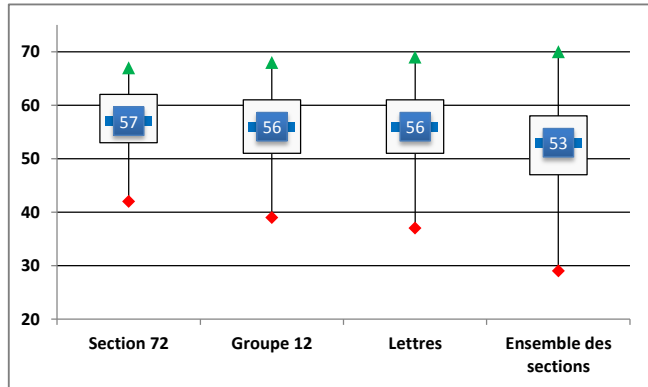 70
60
50
40
30
20
57
56
56
53
Section 72
Groupe 12
Lettres
Ensemble des
sections